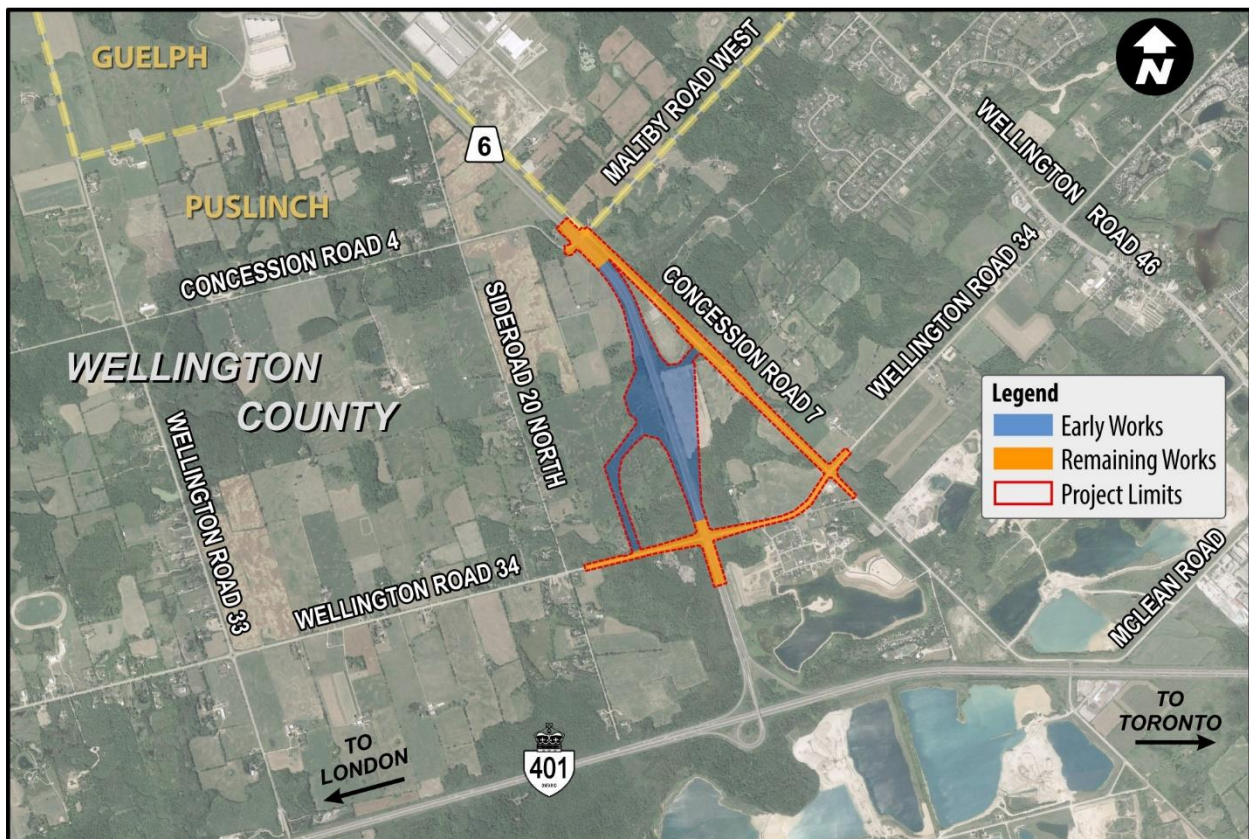 GUELPH
N
6
MALTBY ROAD WEST
WELLINGTON ROAD 46
PUSLINCH
CONCESSION ROAD 4
SIDEROAD 20 NORTH
CONCESSION ROAD 7
WELLINGTON ROAD 34
WELLINGTON
COUNTY
Legend
Early Works
Remaining Works
Project Limits
WELLINGTON ROAD 33
WELLINGTON ROAD 34
MCLEAN ROAD
TO
TORONTO
TO
LONDON
401